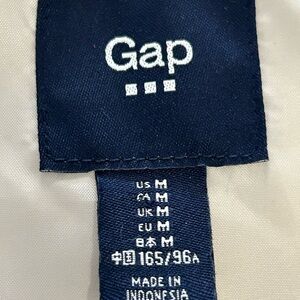 Gap
US M
CA M
UK M
EU M
日本 M
中国 165/96A
MADE IN
INDONESIA